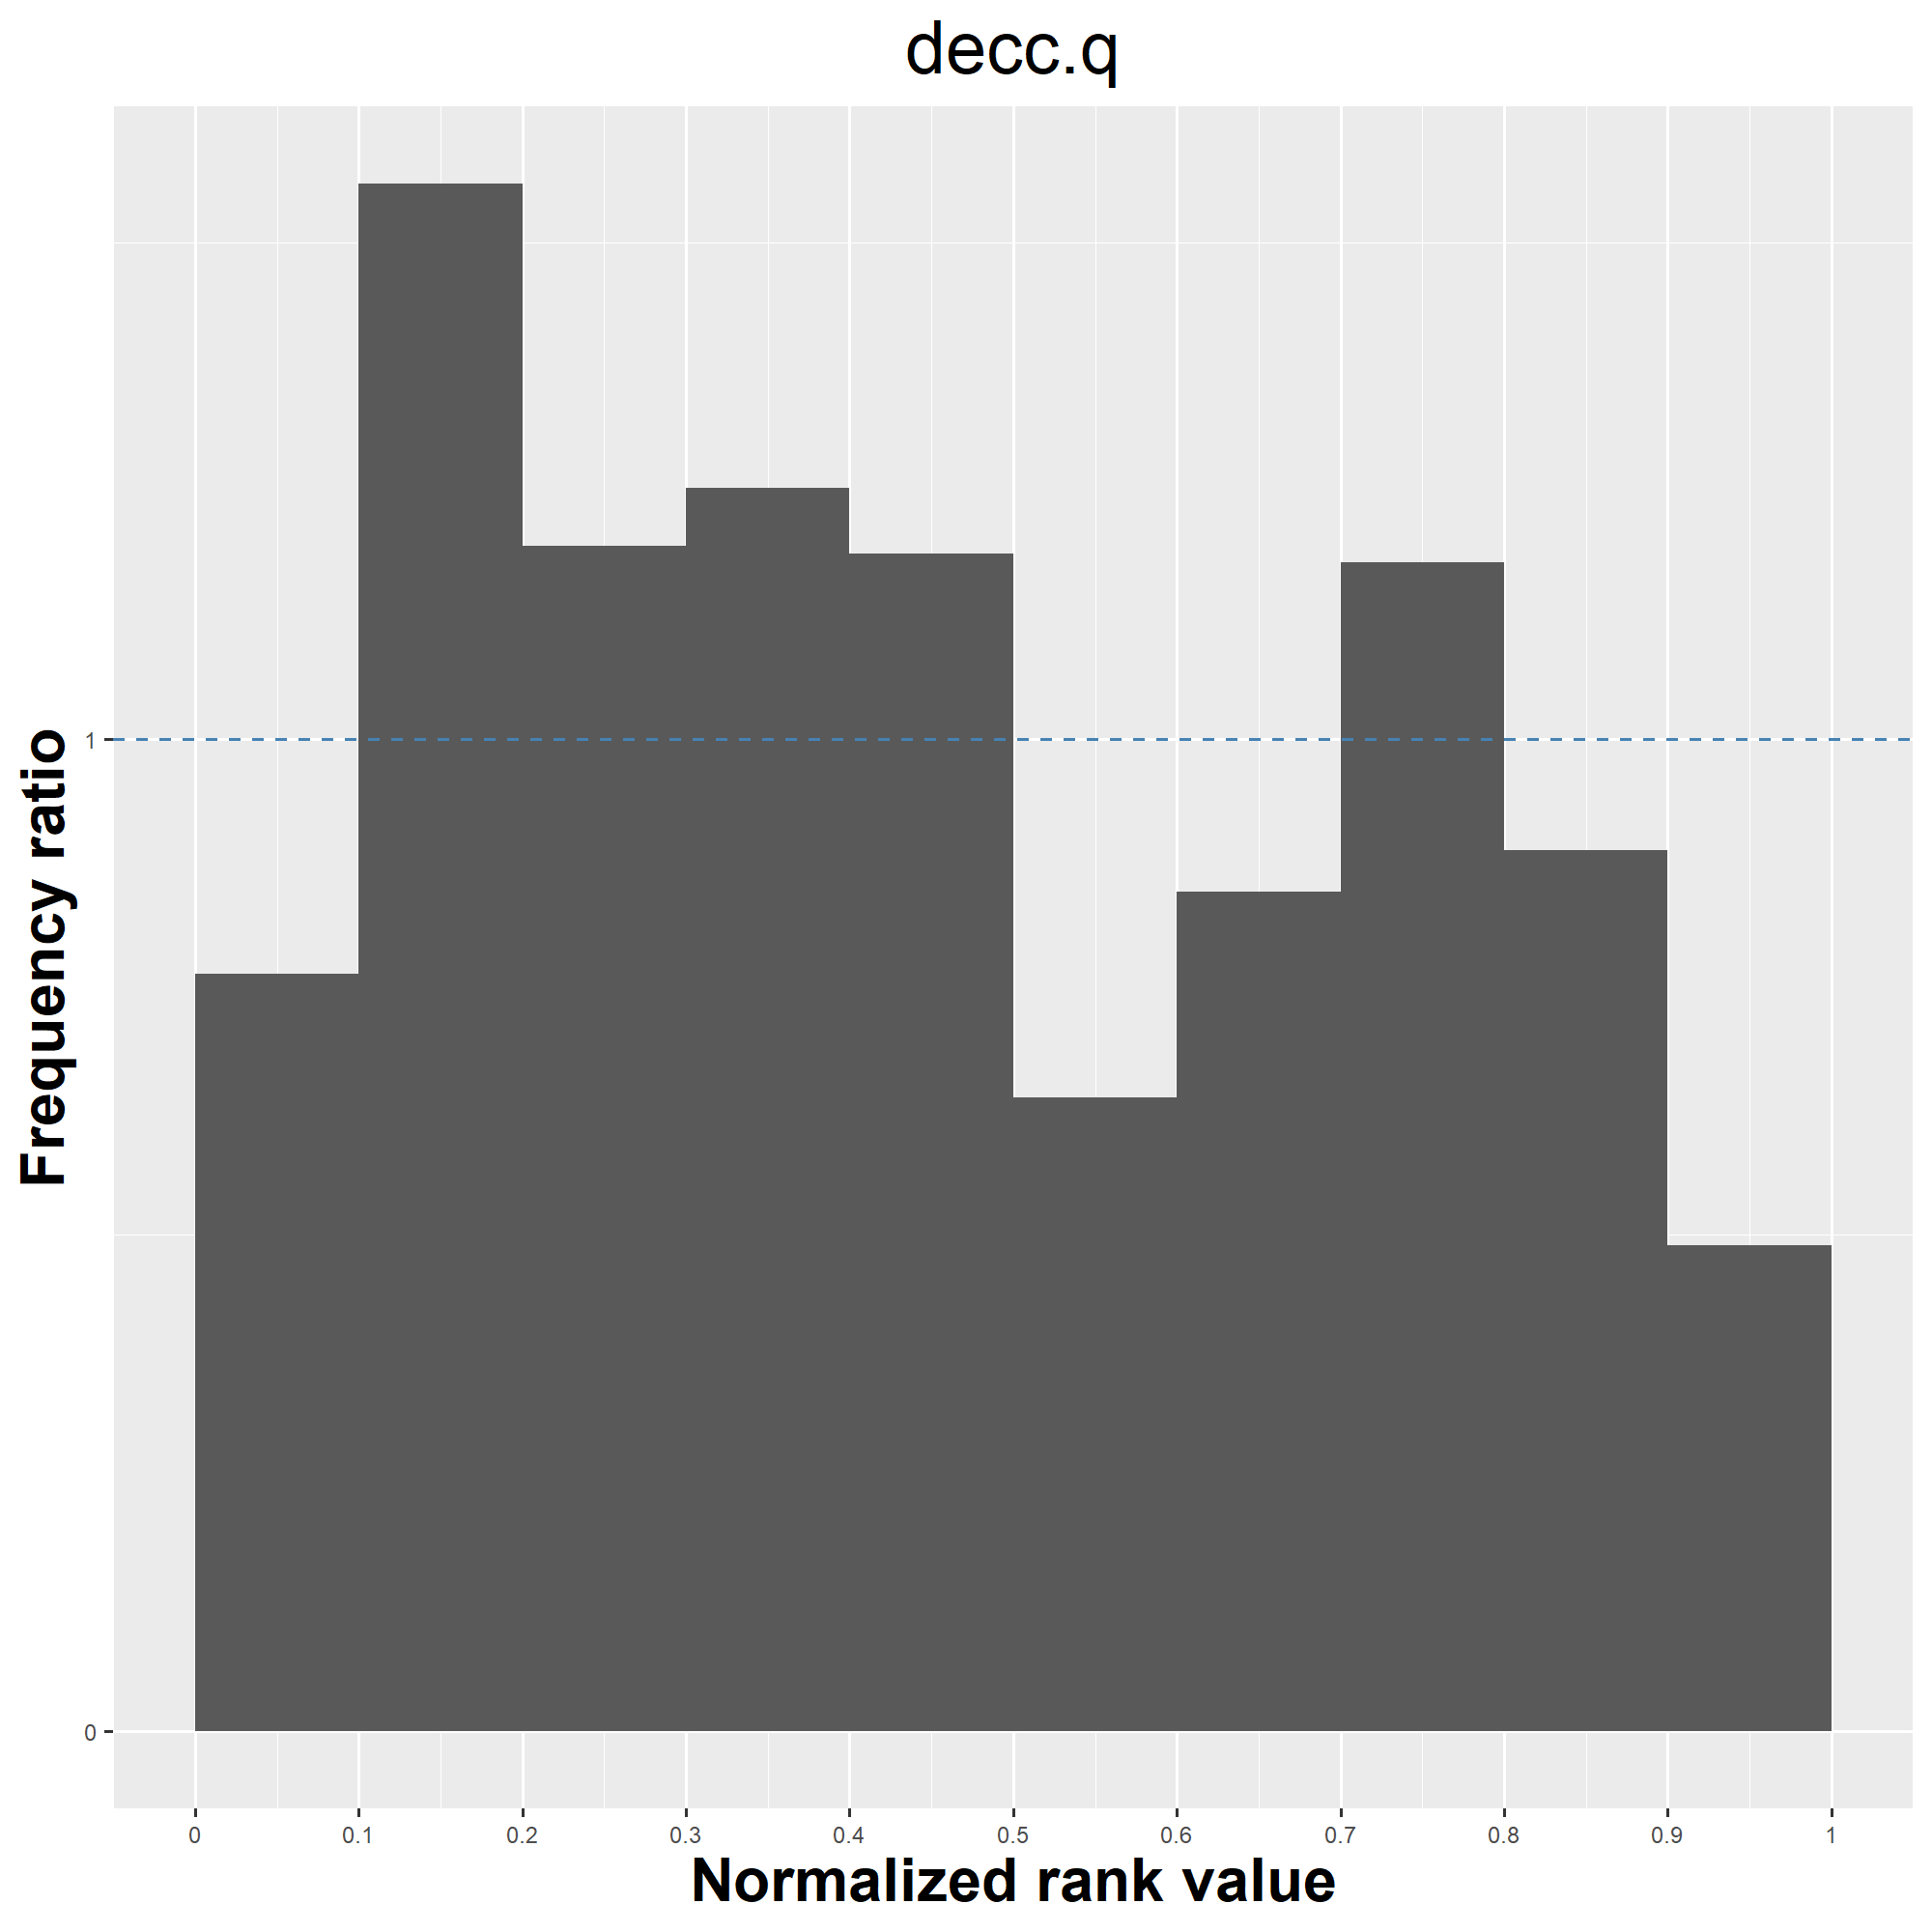 decc.q
Frequency ratio
1
0
0 0.1 0.2 0.3 0.4 0.5 0.6 0.7 0.8 0.9 1
Normalized rank value